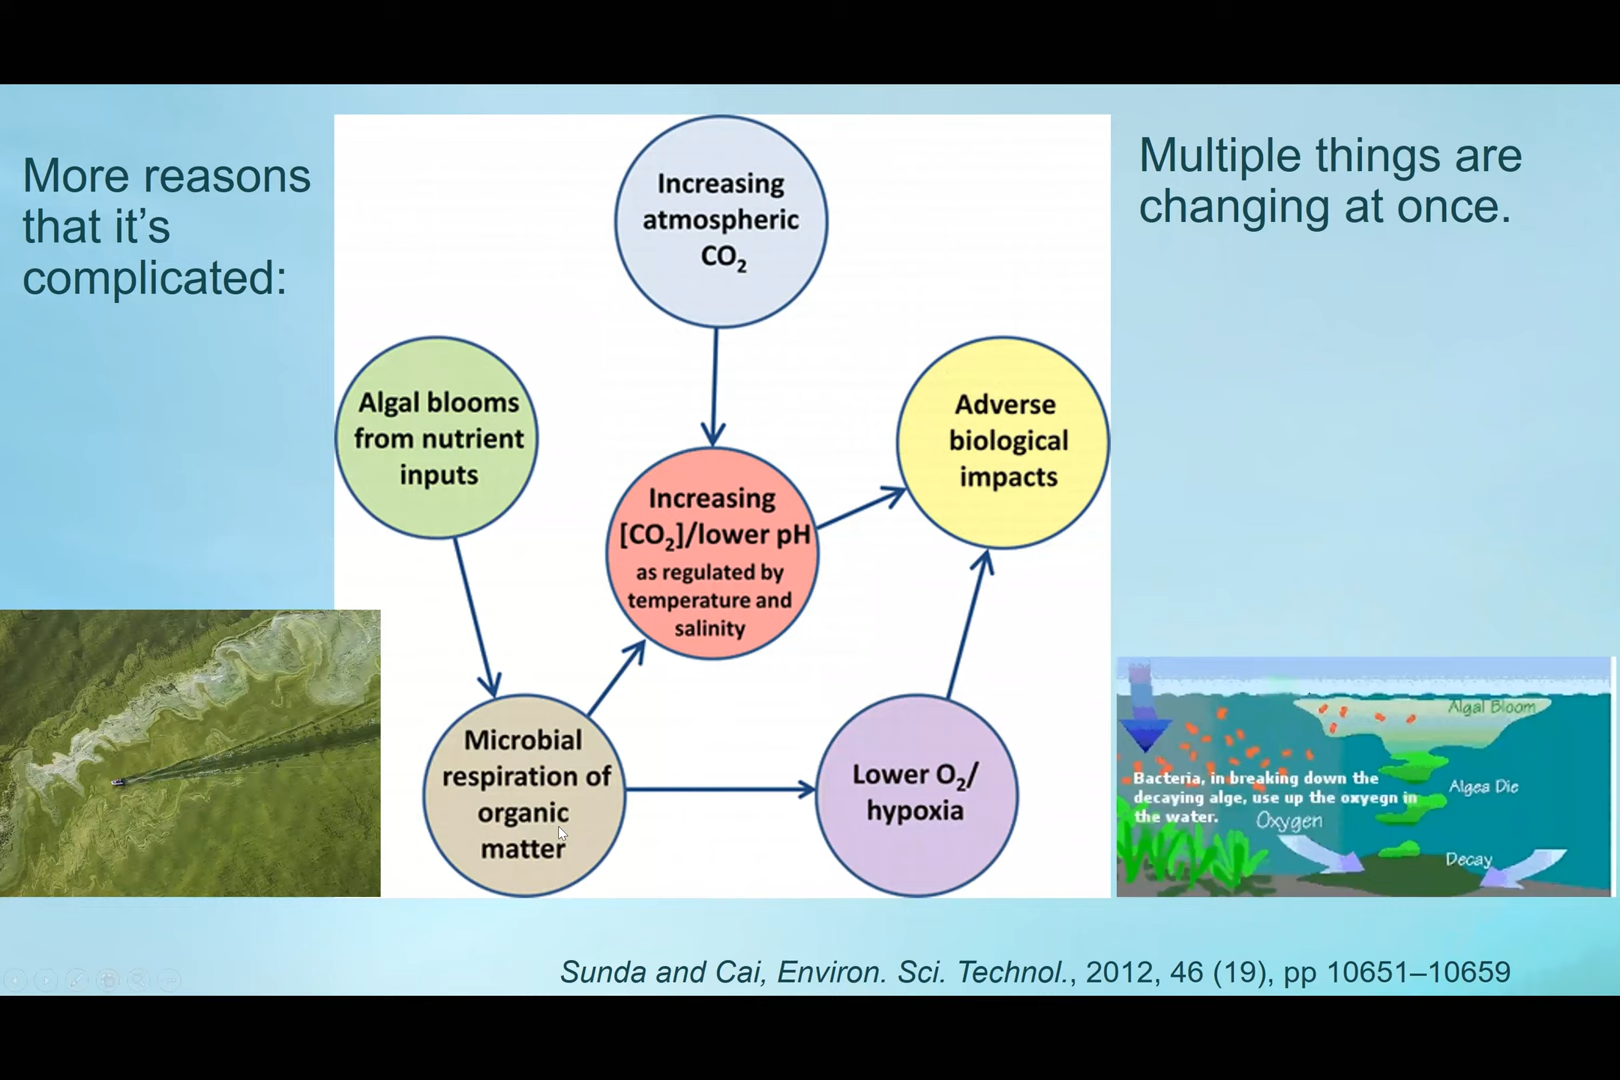 More reasons
that it's
complicated:
Multiple things are
changing at once.
Increasing
atmospheric
CO₂
Algal blooms
from nutrient
inputs
Adverse
biological
impacts
Increasing
[CO₂]/lower pH
as regulated by
temperature and
salinity
Microbial
respiration of
organic
matter
Lower O₂/
hypoxia
Algal Bloom
Bacteria, in breaking down the
decaying alge, use up the oxyegn in
the water.
Algea Die
Oxygen
Decay
Sunda and Cai, Environ. Sci. Technol., 2012, 46 (19), pp 10651–10659